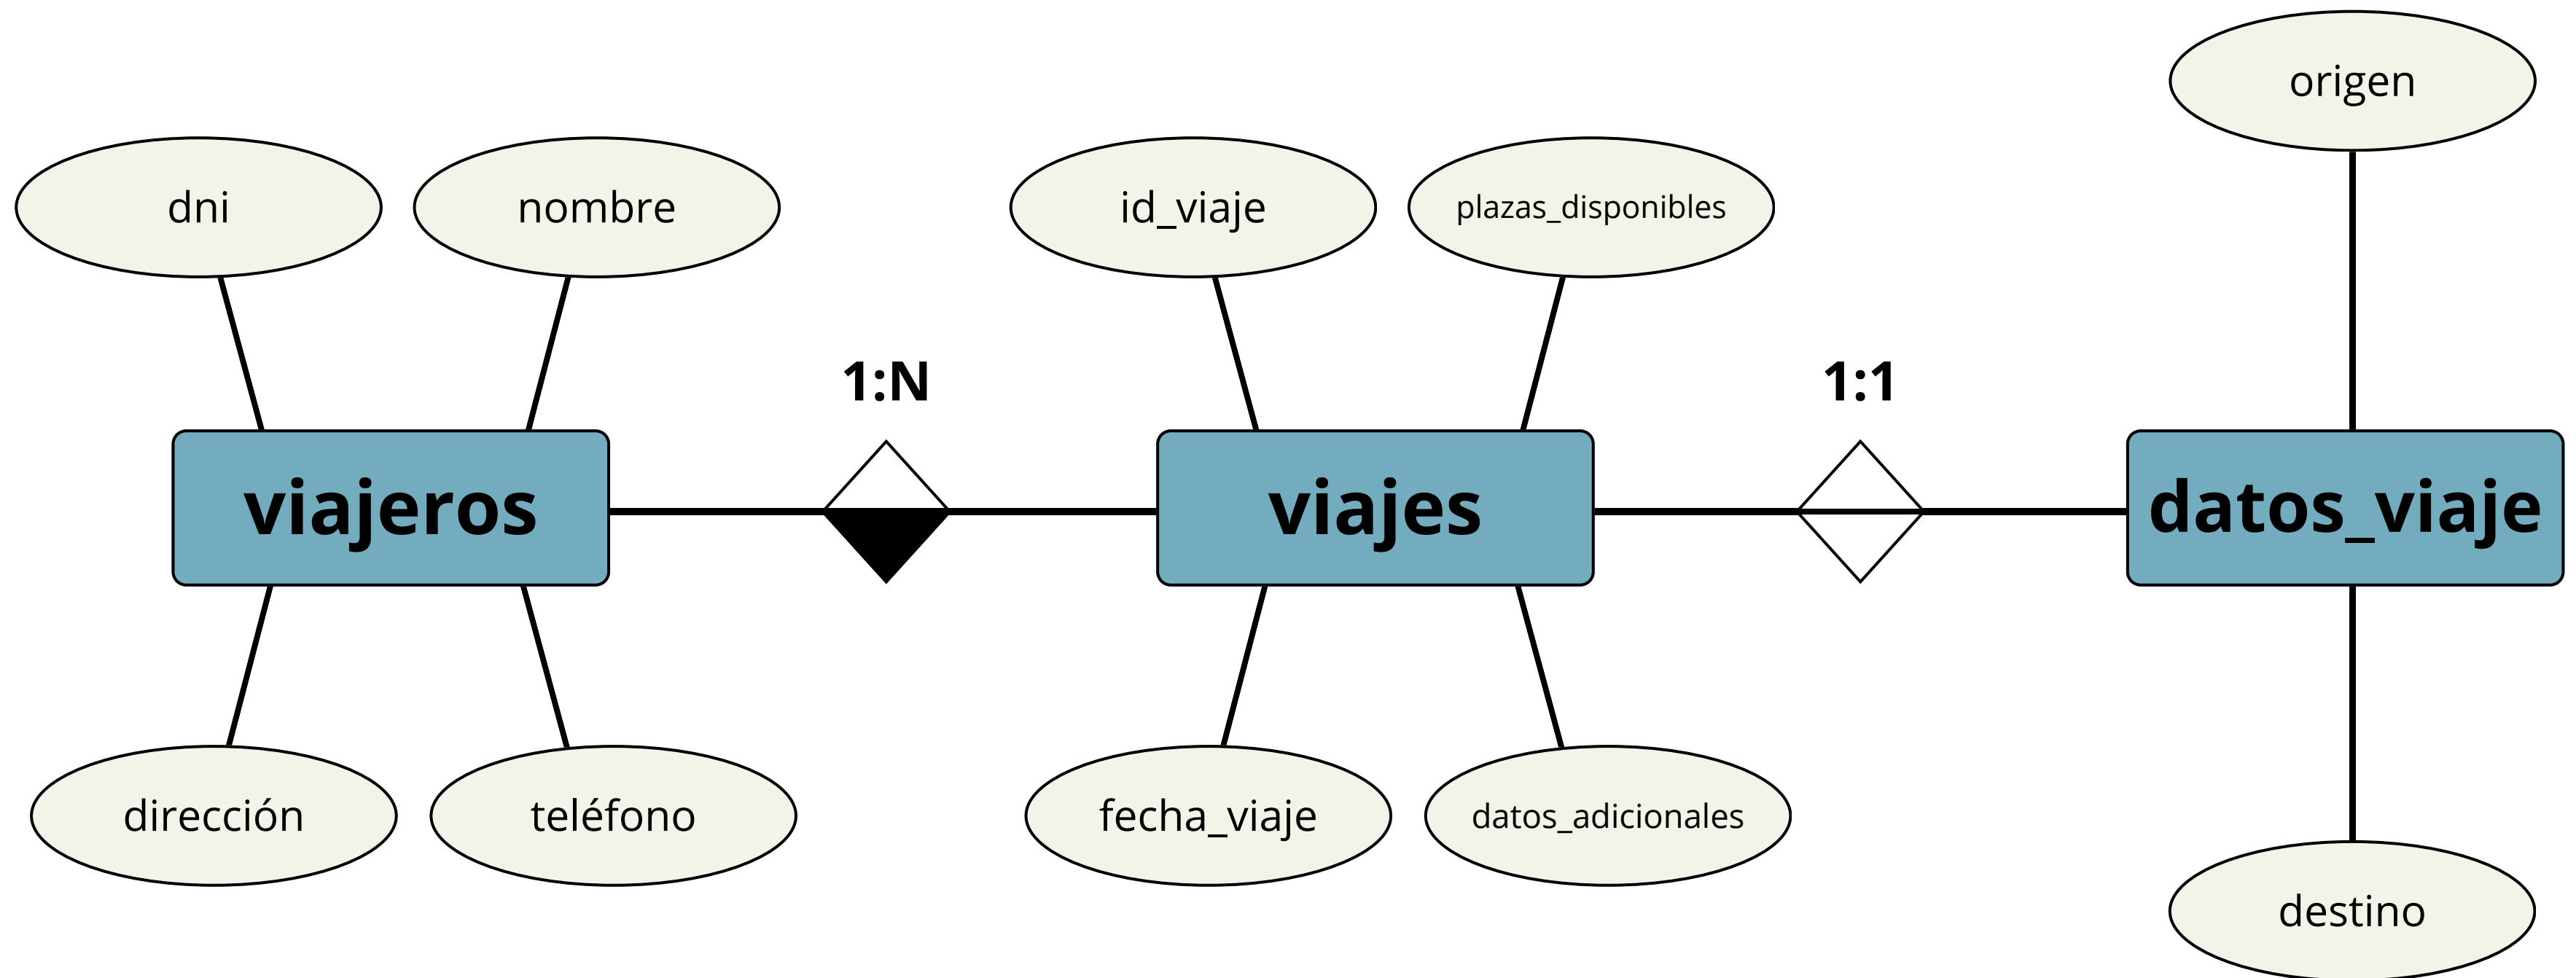 origen
dni
nombre
id_viaje
plazas_disponibles
1:N
1:1
viajeros
viajes
datos_viaje
dirección
teléfono
fecha_viaje
datos_adicionales
destino